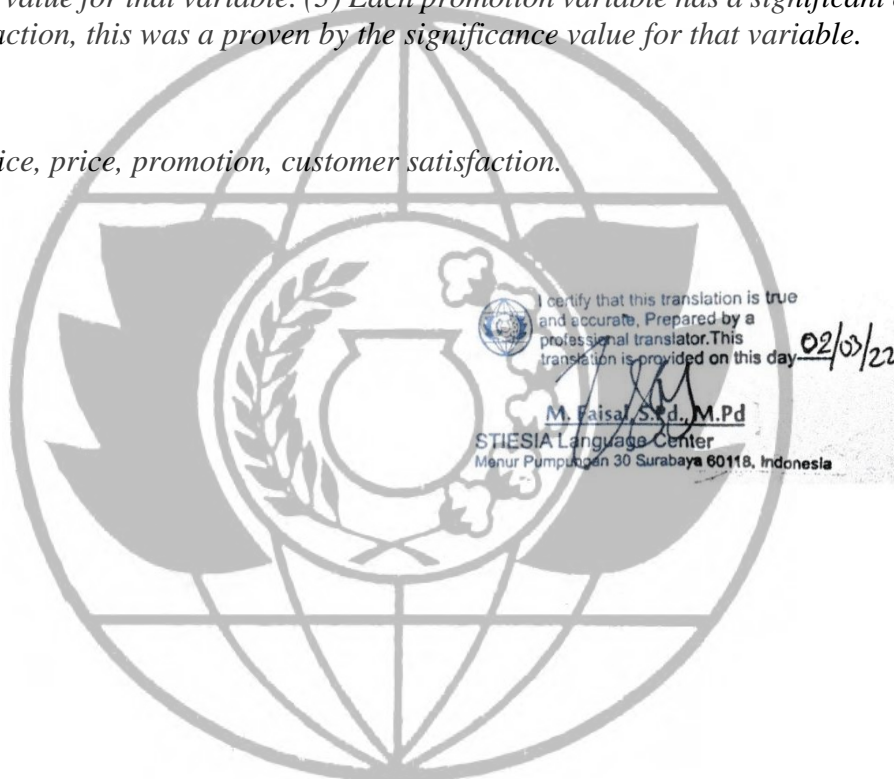 value for that variable. (3) Each promotion variable has a significant
action, this was a proven by the significance value for that variable.
ice, price, promotion, customer satisfaction.
I certify that this translation is true
and accurate, Prepared by a
professional translator.This
translation is provided on this day 02/03/22
M. Faisal, S.Pd., M.Pd
STIESIA Language Center
Menur Pumpungan 30 Surabaya 60118, Indonesia